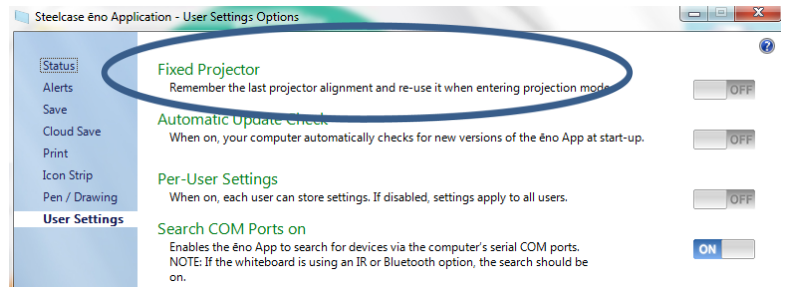 Steelcase ēno Application - User Settings Options
Status
Alerts
Save
Cloud Save
Print
Icon Strip
Pen / Drawing
User Settings
Fixed Projector
Remember the last projector alignment and re-use it when entering projection mode.
OFF
Automatic Update Check
When on, your computer automatically checks for new versions of the ēno App at start-up.
OFF
Per-User Settings
When on, each user can store settings. If disabled, settings apply to all users.
OFF
Search COM Ports on
Enables the ēno App to search for devices via the computer's serial COM ports.
NOTE: If the whiteboard is using an IR or Bluetooth option, the search should be
on.
ON